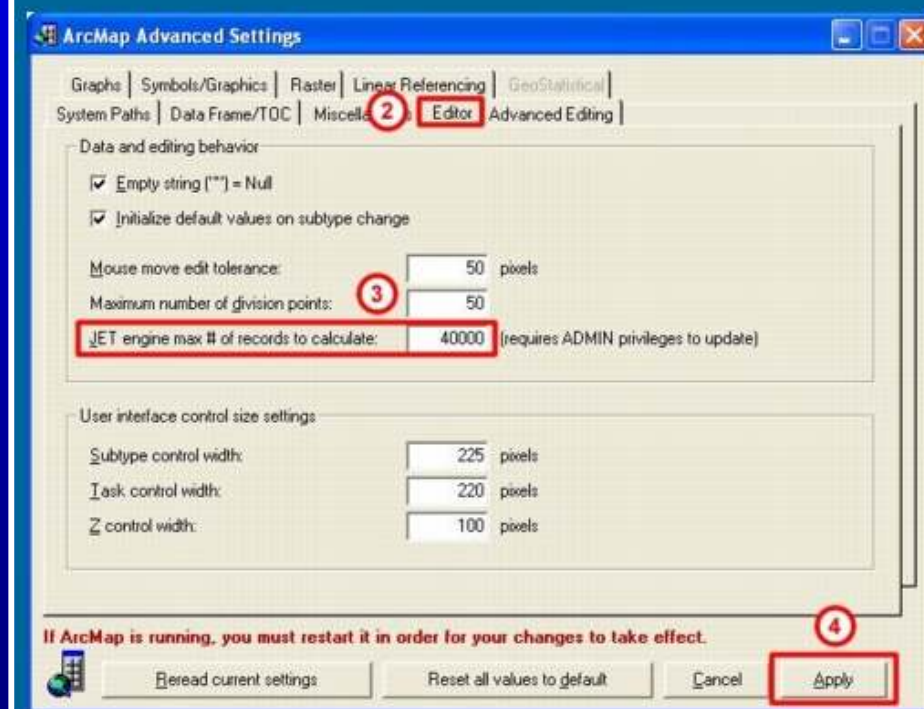 ArcMap Advanced Settings
Graphs Symbols/Graphics Raster Linear Referencing GeoStatistical
System Paths Data Frame/TOC 2 Editor Advanced Editing
Data and editing behavior
Empty string ("") = Null
Initialize default values on subtype change
Mouse move edit tolerance: 50 pixels
3
Maximum number of division points: 50
JET engine max # of records to calculate: 40000 (requires ADMIN privileges to update)
User interface control size settings
Subtype control width: 225 pixels
Task control width: 220 pixels
Z control width: 100 pixels
4
If ArcMap is running, you must restart it in order for your changes to take effect.
Reread current settings Reset all values to default Cancel Apply